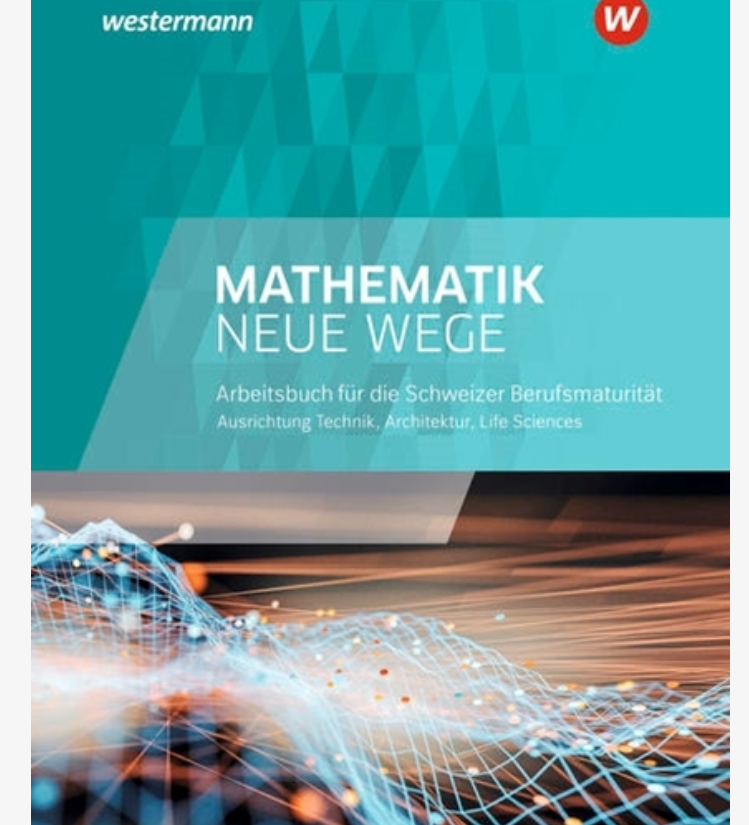 westermann
W
MATHEMATIK
NEUE WEGE
Arbeitsbuch für die Schweizer Berufsmaturität
Ausrichtung Technik, Architektur, Life Sciences